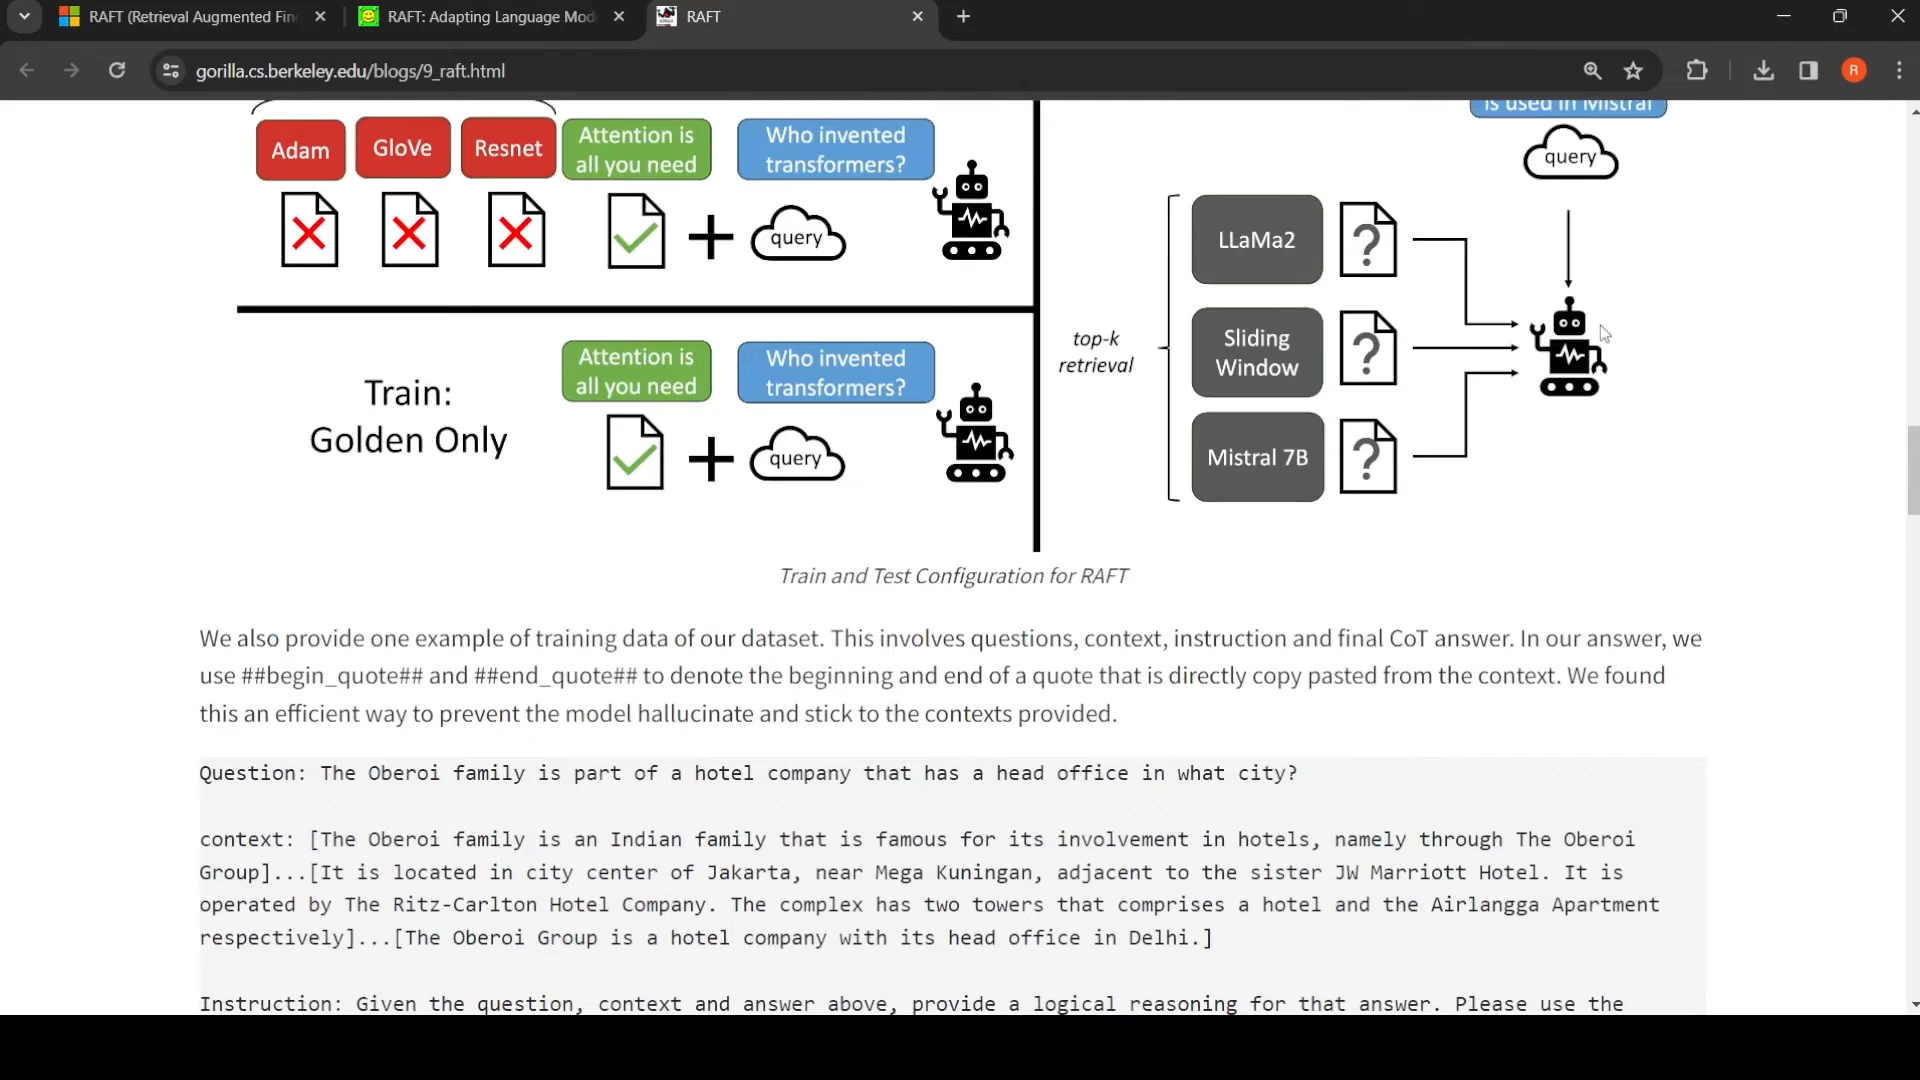 RAFT (Retrieval Augmented Fin
RAFT: Adapting Language Mod
RAFT
gorilla.cs.berkeley.edu/blogs/9_raft.html
R
is used in Mistral
Adam
GloVe
Resnet
Attention is
all you need
Who invented
transformers?
query
query
LLaMa2
Sliding
Window
Mistral 7B
top-k
retrieval
Train:
Golden Only
Attention is
all you need
Who invented
transformers?
query
Train and Test Configuration for RAFT
We also provide one example of training data of our dataset. This involves questions, context, instruction and final CoT answer. In our answer, we
use ##begin_quote## and ##end_quote## to denote the beginning and end of a quote that is directly copy pasted from the context. We found
this an efficient way to prevent the model hallucinate and stick to the contexts provided.
Question: The Oberoi family is part of a hotel company that has a head office in what city?
context: [The Oberoi family is an Indian family that is famous for its involvement in hotels, namely through The Oberoi
Group]...[It is located in city center of Jakarta, near Mega Kuningan, adjacent to the sister JW Marriott Hotel. It is
operated by The Ritz-Carlton Hotel Company. The complex has two towers that comprises a hotel and the Airlangga Apartment
respectively]...[The Oberoi Group is a hotel company with its head office in Delhi.]
Instruction: Given the question, context and answer above, provide a logical reasoning for that answer. Please use the